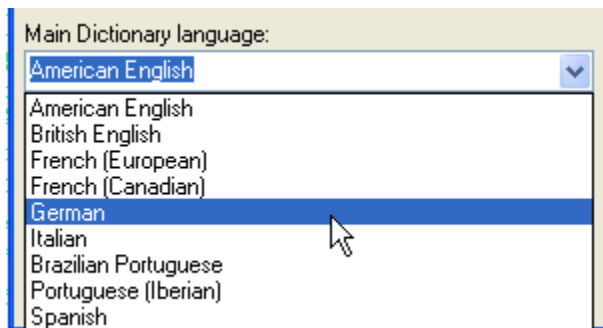 Main Dictionary language:
American English
American English
British English
French (European)
French (Canadian)
German
Italian
Brazilian Portuguese
Portuguese (Iberian)
Spanish